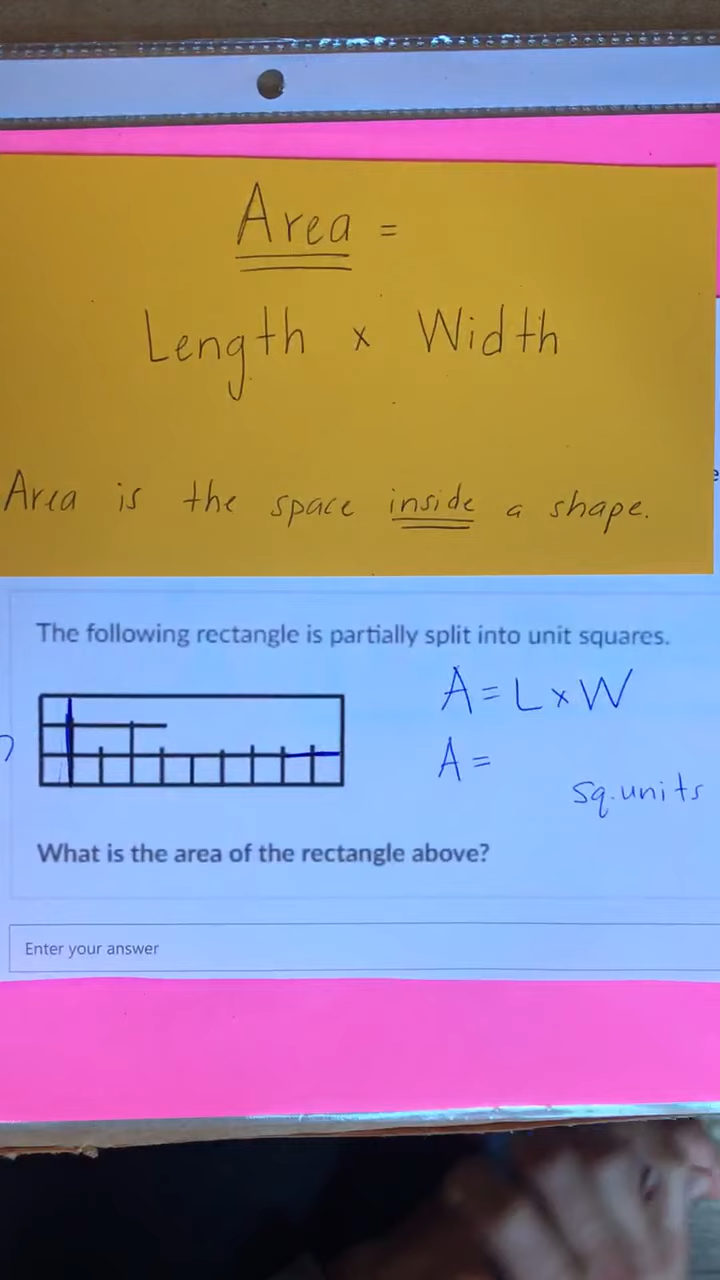 Area =
Length x Width
Area is the space inside a shape.
The following rectangle is partially split into unit squares.
A = L x W
A =
sq. units
What is the area of the rectangle above?
Enter your answer